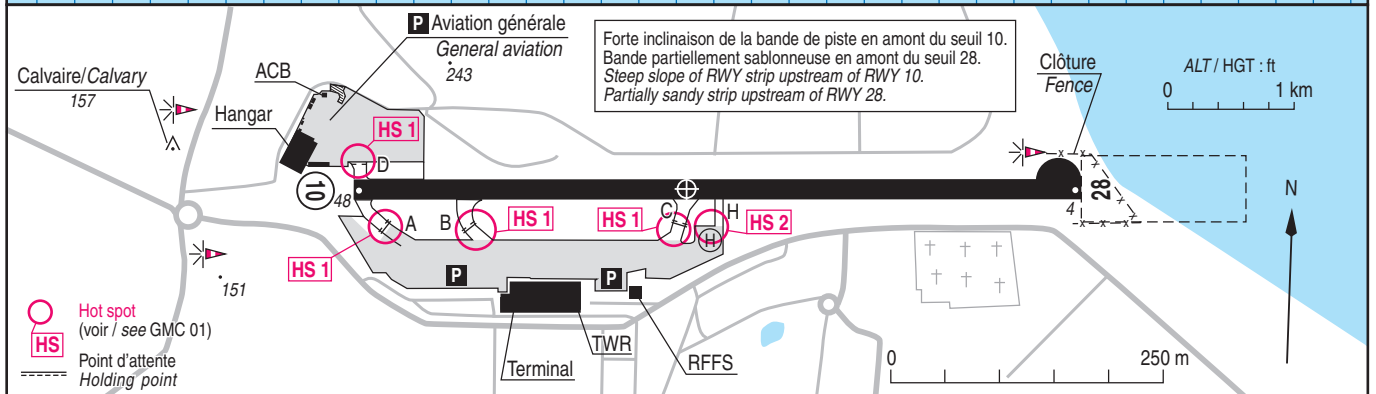 P Aviation générale
General aviation
243
Forte inclinaison de la bande de piste en amont du seuil 10.
Bande partiellement sablonneuse en amont du seuil 28.
Steep slope of RWY strip upstream of RWY 10.
Partially sandy strip upstream of RWY 28.
Clôture
Fence
ALT / HGT : ft
0 1 km
Calvaire/Calvary
157
ACB
Hangar
HS 1
D
10
48
28
4
N
A
B
HS 1
HS 1
C
H
HS 2
H
HS 1
151
P
P
Hot spot
(voir / see GMC 01)
HS
Point d'attente
Holding point
Terminal
TWR
RFFS
0 250 m